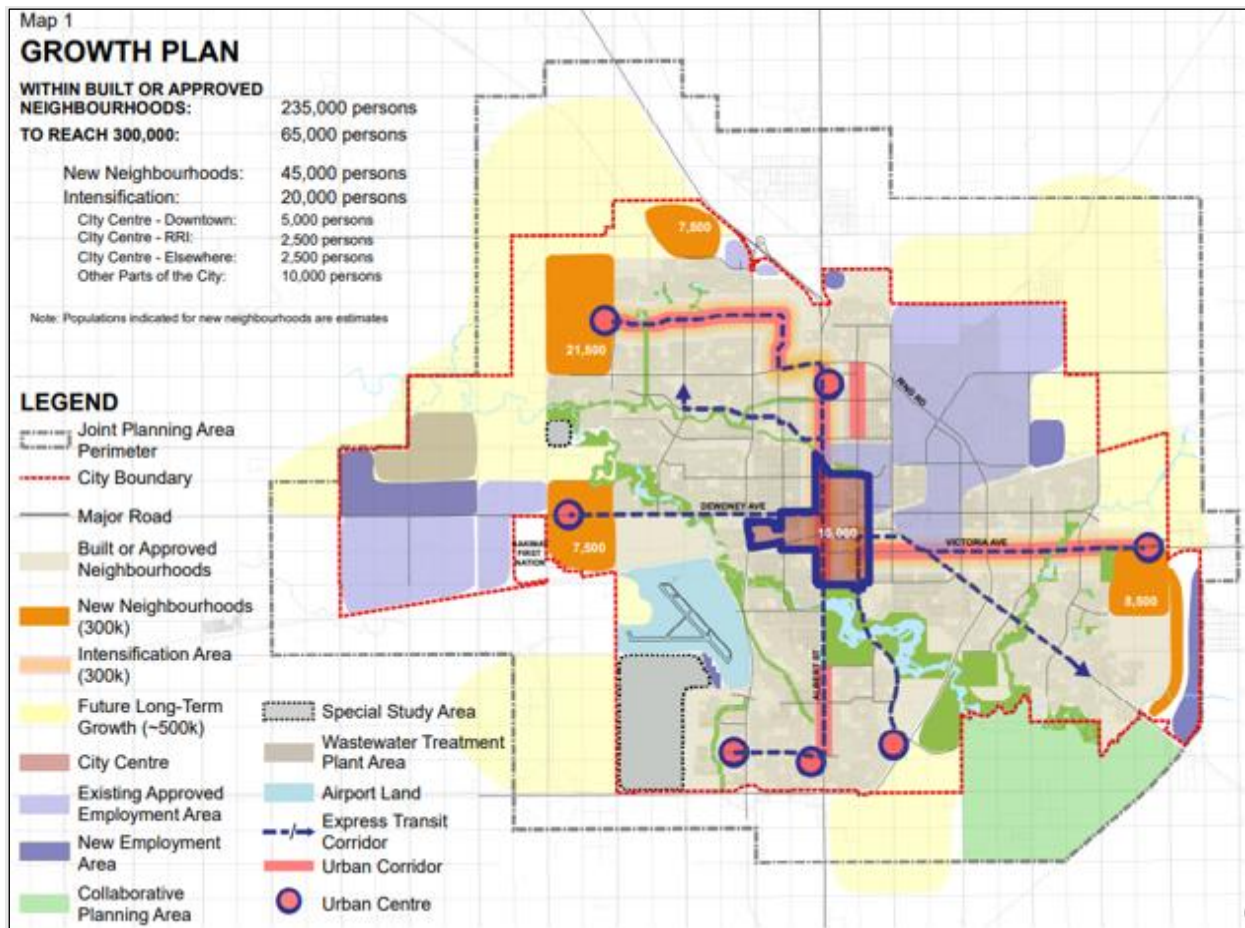 Map 1
GROWTH PLAN
WITHIN BUILT OR APPROVED
NEIGHBOURHOODS: 235,000 persons
TO REACH 300,000: 65,000 persons
New Neighbourhoods: 45,000 persons
Intensification: 20,000 persons
City Centre - Downtown: 5,000 persons
City Centre - RRI: 2,500 persons
City Centre - Elsewhere: 2,500 persons
Other Parts of the City: 10,000 persons
Note: Populations indicated for new neighbourhoods are estimates
7,500
21,500
RING RD
DEWDNEY AVE
10,000
VICTORIA AVE
7,500
FIRST
NATION
ALBERT ST
LEGEND
Joint Planning Area
Perimeter
City Boundary
Major Road
Built or Approved
Neighbourhoods
New Neighbourhoods
(300k)
Intensification Area
(300k)
Future Long-Term
Growth (~500k)
City Centre
Existing Approved
Employment Area
New Employment
Area
Collaborative
Planning Area
Special Study Area
Wastewater Treatment
Plant Area
Airport Land
Express Transit
Corridor
Urban Corridor
Urban Centre